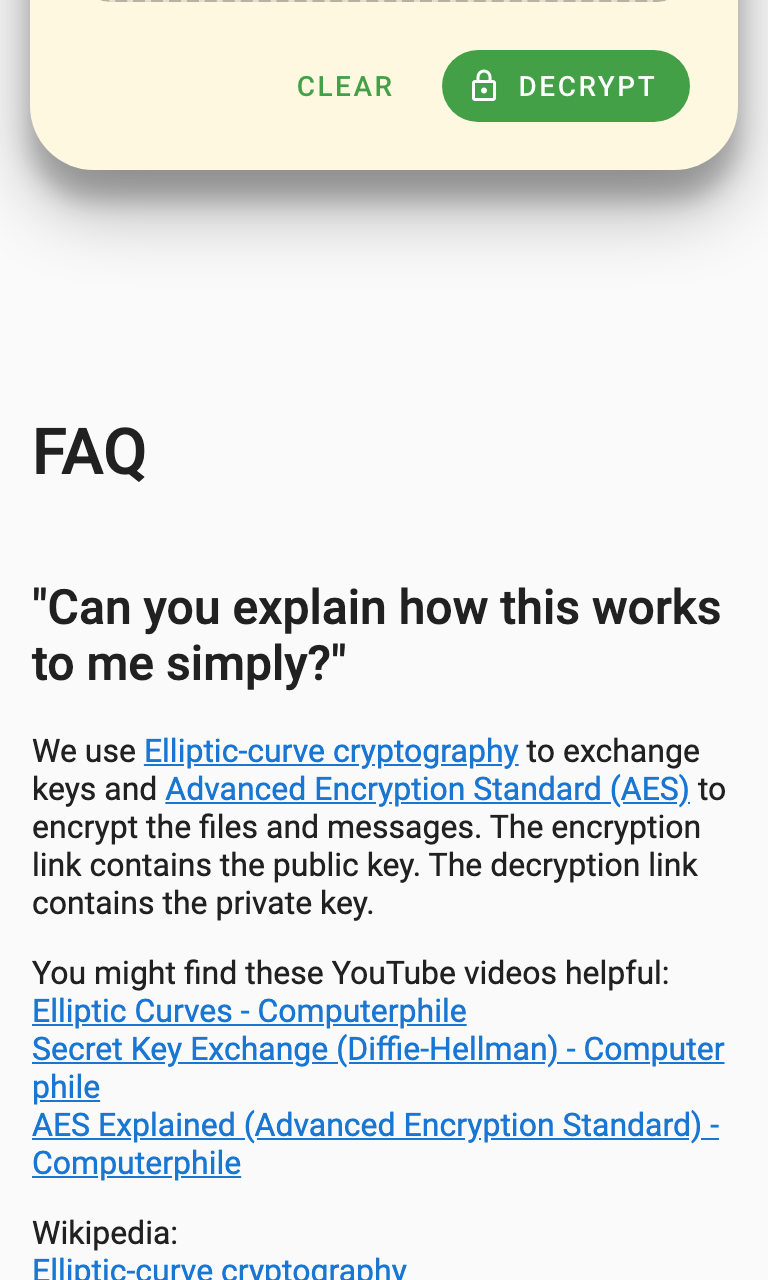 CLEAR
DECRYPT
FAQ
"Can you explain how this works
to me simply?"
We use Elliptic-curve cryptography to exchange
keys and Advanced Encryption Standard (AES) to
encrypt the files and messages. The encryption
link contains the public key. The decryption link
contains the private key.
You might find these YouTube videos helpful:
Elliptic Curves - Computerphile
Secret Key Exchange (Diffie-Hellman) - Computer
phile
AES Explained (Advanced Encryption Standard) -
Computerphile
Wikipedia:
Elliptic-curve cryptography